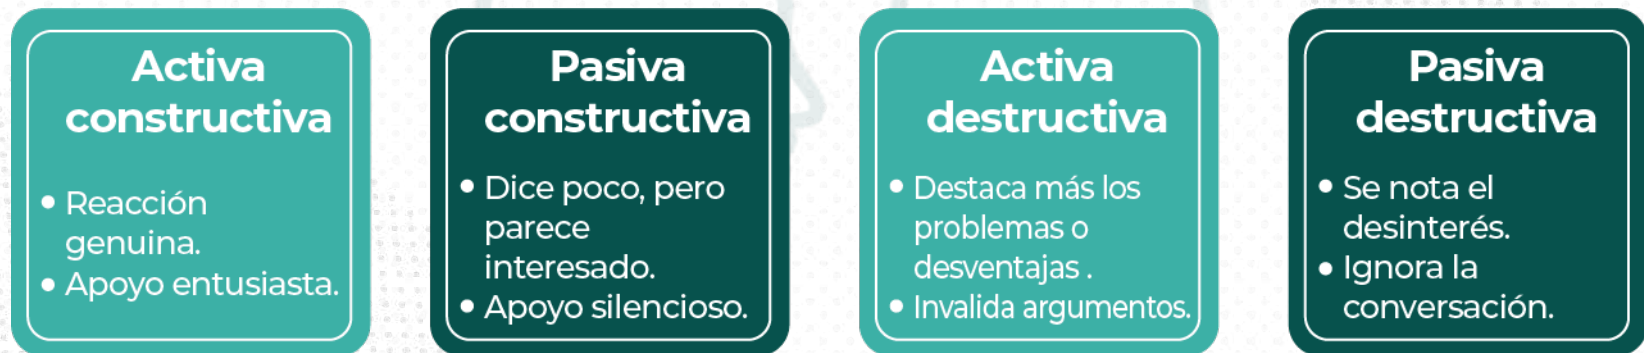 Activa
constructiva
• Reacción
genuina.
• Apoyo entusiasta.
Pasiva
constructiva
• Dice poco, pero
parece
interesado.
• Apoyo silencioso.
Activa
destructiva
• Destaca más los
problemas o
desventajas .
• Invalida argumentos.
Pasiva
destructiva
• Se nota el
desinterés.
• Ignora la
conversación.